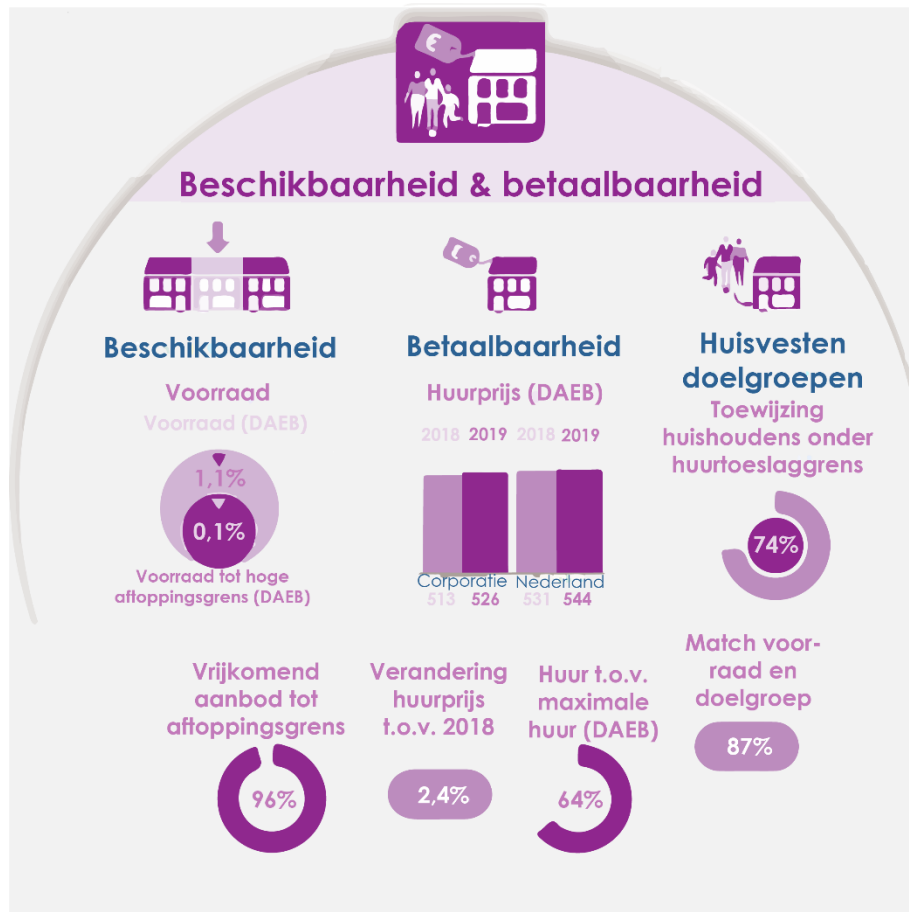 Beschikbaarheid & betaalbaarheid
Beschikbaarheid
Voorraad
Voorraad (DAEB)
1,1%
0,1%
Voorraad tot hoge
aftoppingsgrens (DAEB)
Vrijkomend
aanbod tot
aftoppingsgrens
96%
Betaalbaarheid
Huurprijs (DAEB)
2018 2019 2018 2019
Corporatie Nederland
513 526 531 544
Verandering
huurprijs
t.o.v. 2018
2,4%
Huur t.o.v.
maximale
huur (DAEB)
64%
Huisvesten
doelgroepen
Toewijzing
huishoudens onder
huurtoeslaggrens
74%
Match voor-
raad en
doelgroep
87%